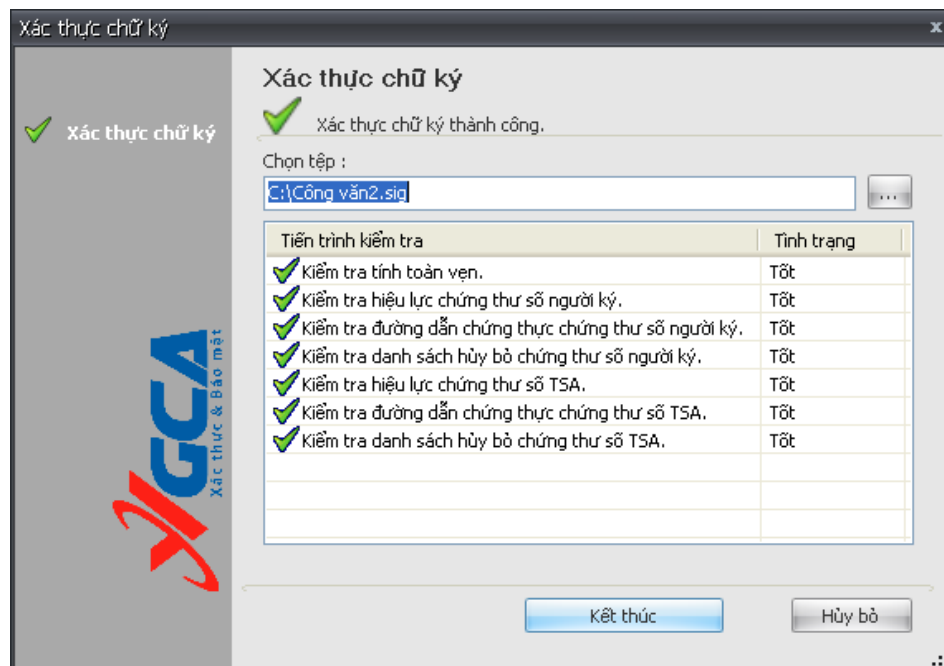 Xác thực chữ ký
x
Xác thực chữ ký
Xác thực chữ ký
Xác thực chữ ký thành công.
Chọn tệp :
C:\Công văn2.sig
...
Tiến trình kiểm tra Tình trạng
Kiểm tra tính toàn vẹn. Tốt
Kiểm tra hiệu lực chứng thư số người ký. Tốt
Kiểm tra đường dẫn chứng thực chứng thư số người ký. Tốt
Kiểm tra danh sách hủy bỏ chứng thư số người ký. Tốt
Kiểm tra hiệu lực chứng thư số TSA. Tốt
Kiểm tra đường dẫn chứng thực chứng thư số TSA. Tốt
Kiểm tra danh sách hủy bỏ chứng thư số TSA. Tốt
GCA
Xác thực & Bảo mật
Kết thúc Hủy bỏ